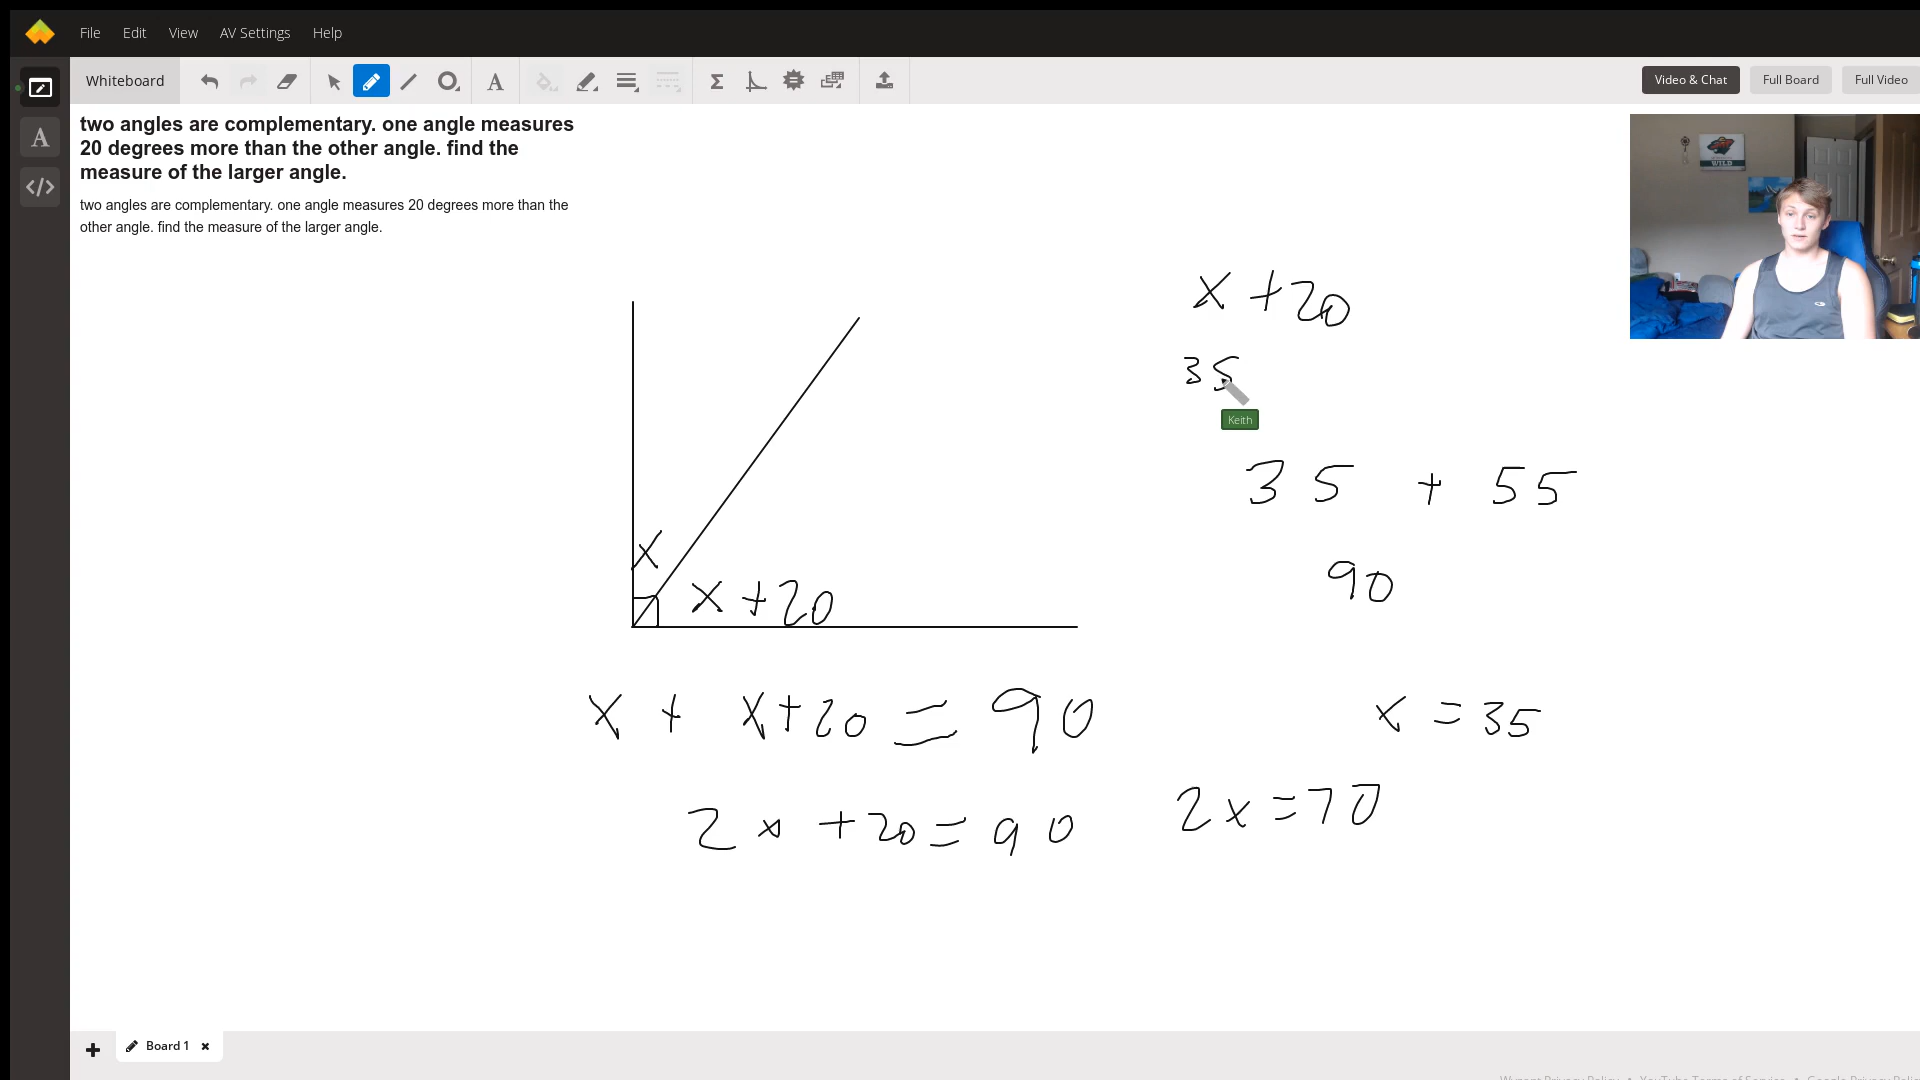 File Edit View AV Settings Help
Whiteboard
A
Σ
Video & Chat Full Board Full Video
two angles are complementary. one angle measures
20 degrees more than the other angle. find the
measure of the larger angle.
two angles are complementary. one angle measures 20 degrees more than the
other angle. find the measure of the larger angle.
A
</>
WILD
x + 20
35
Keith
35 + 55
90
x
x + 20
x + x + 20 = 90
x = 35
2x + 20 = 90
2x = 70
Board 1